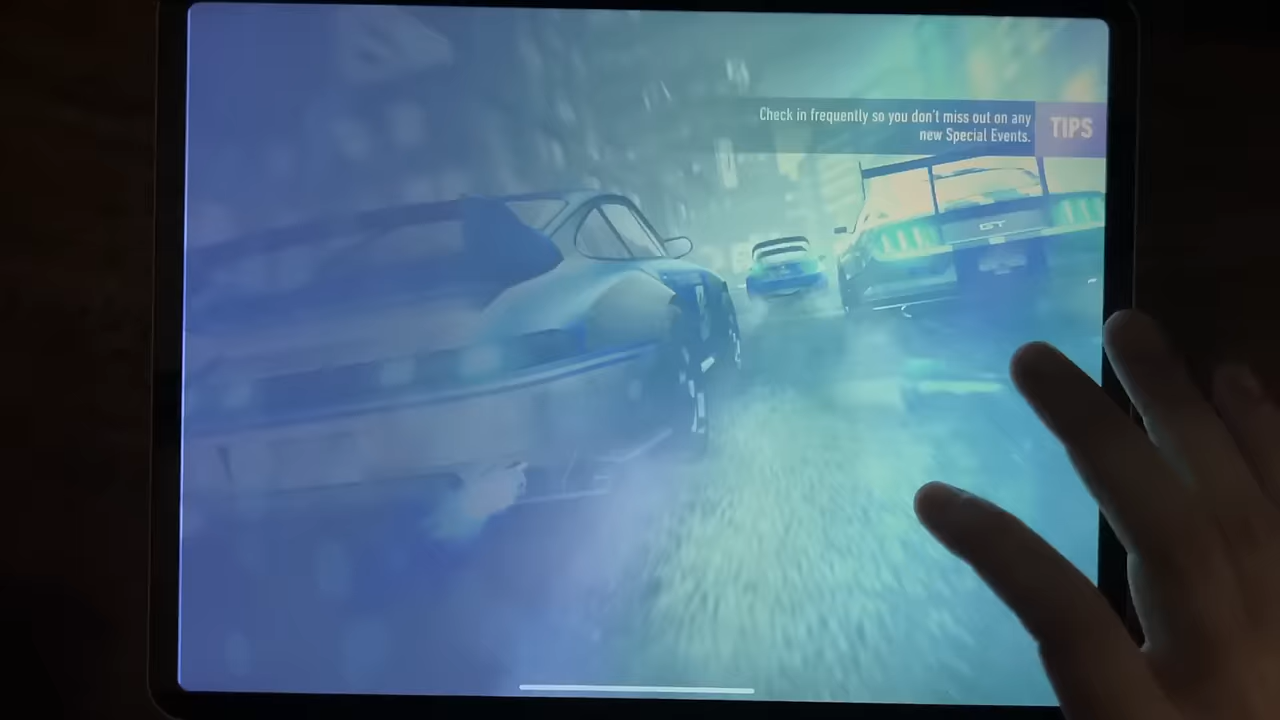 Check in frequently so you don't miss out on any
new Special Events.
TIPS
GT